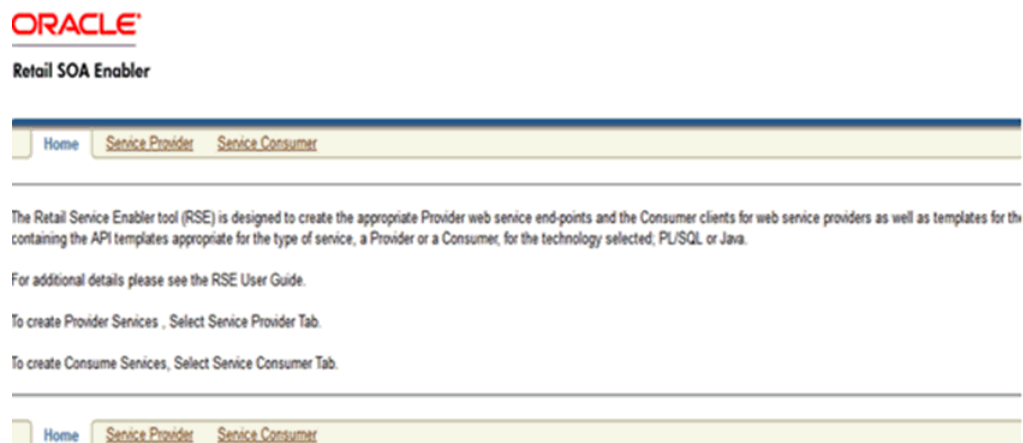 ORACLE
Retail SOA Enabler
Home Service Provider Service Consumer
The Retail Service Enabler tool (RSE) is designed to create the appropriate Provider web service end-points and the Consumer clients for web service providers as well as templates for the
containing the API templates appropriate for the type of service, a Provider or a Consumer, for the technology selected; PL/SQL or Java.
For additional details please see the RSE User Guide.
To create Provider Services , Select Service Provider Tab.
To create Consume Services, Select Service Consumer Tab.
Home Service Provider Service Consumer